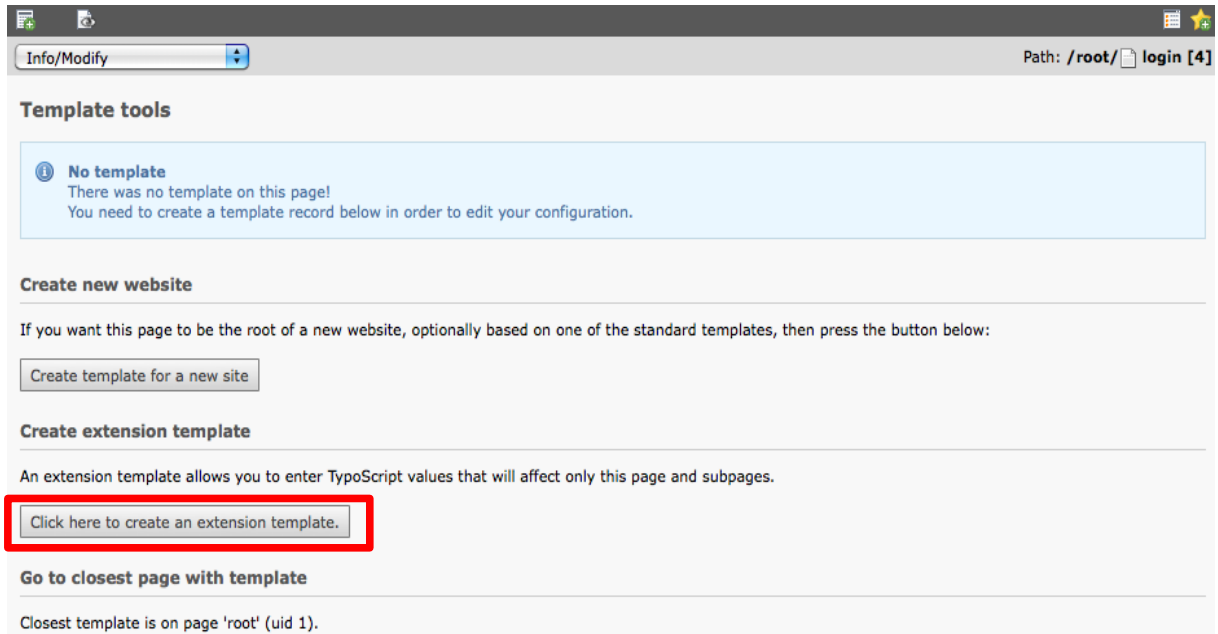 Info/Modify
Path: /root/ login [4]
Template tools
No template
There was no template on this page!
You need to create a template record below in order to edit your configuration.
Create new website
If you want this page to be the root of a new website, optionally based on one of the standard templates, then press the button below:
Create template for a new site
Create extension template
An extension template allows you to enter TypoScript values that will affect only this page and subpages.
Click here to create an extension template.
Go to closest page with template
Closest template is on page 'root' (uid 1).